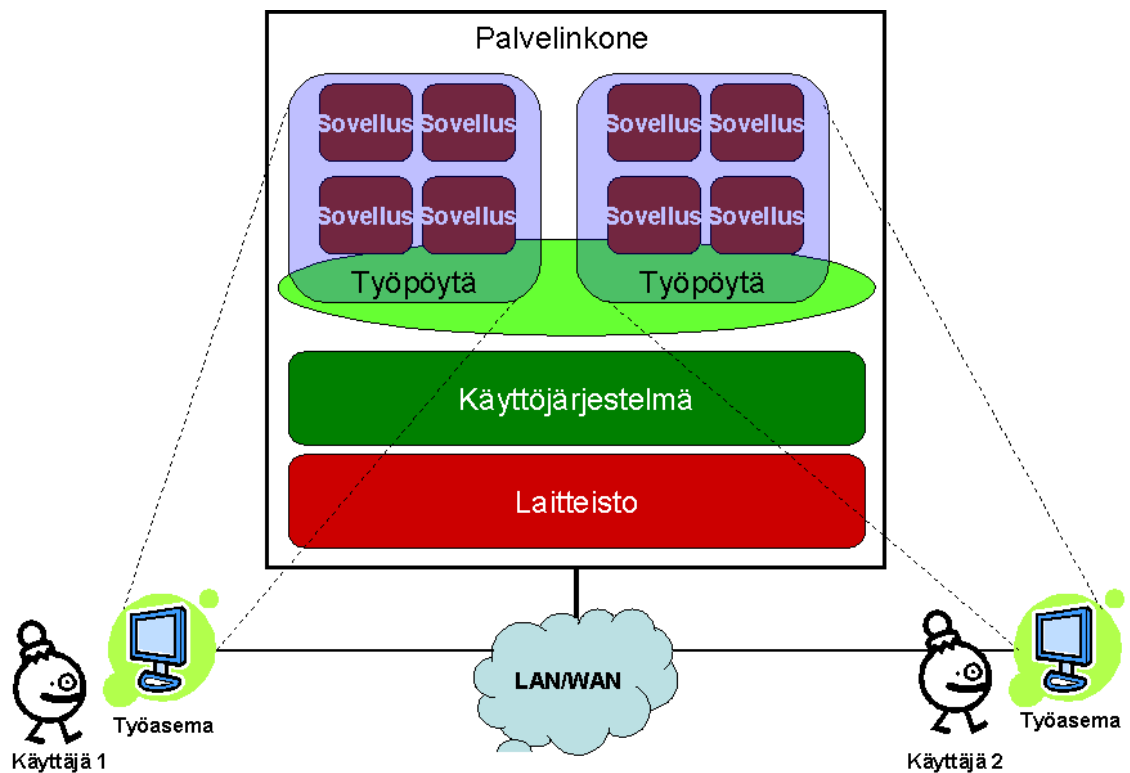 Palvelinkone
Sovellus Sovellus Sovellus Sovellus
Sovellus Sovellus Sovellus Sovellus
Työpöytä Työpöytä
Käyttöjärjestelmä
Laitteisto
LAN/WAN
Työasema Työasema
Käyttäjä 1 Käyttäjä 2